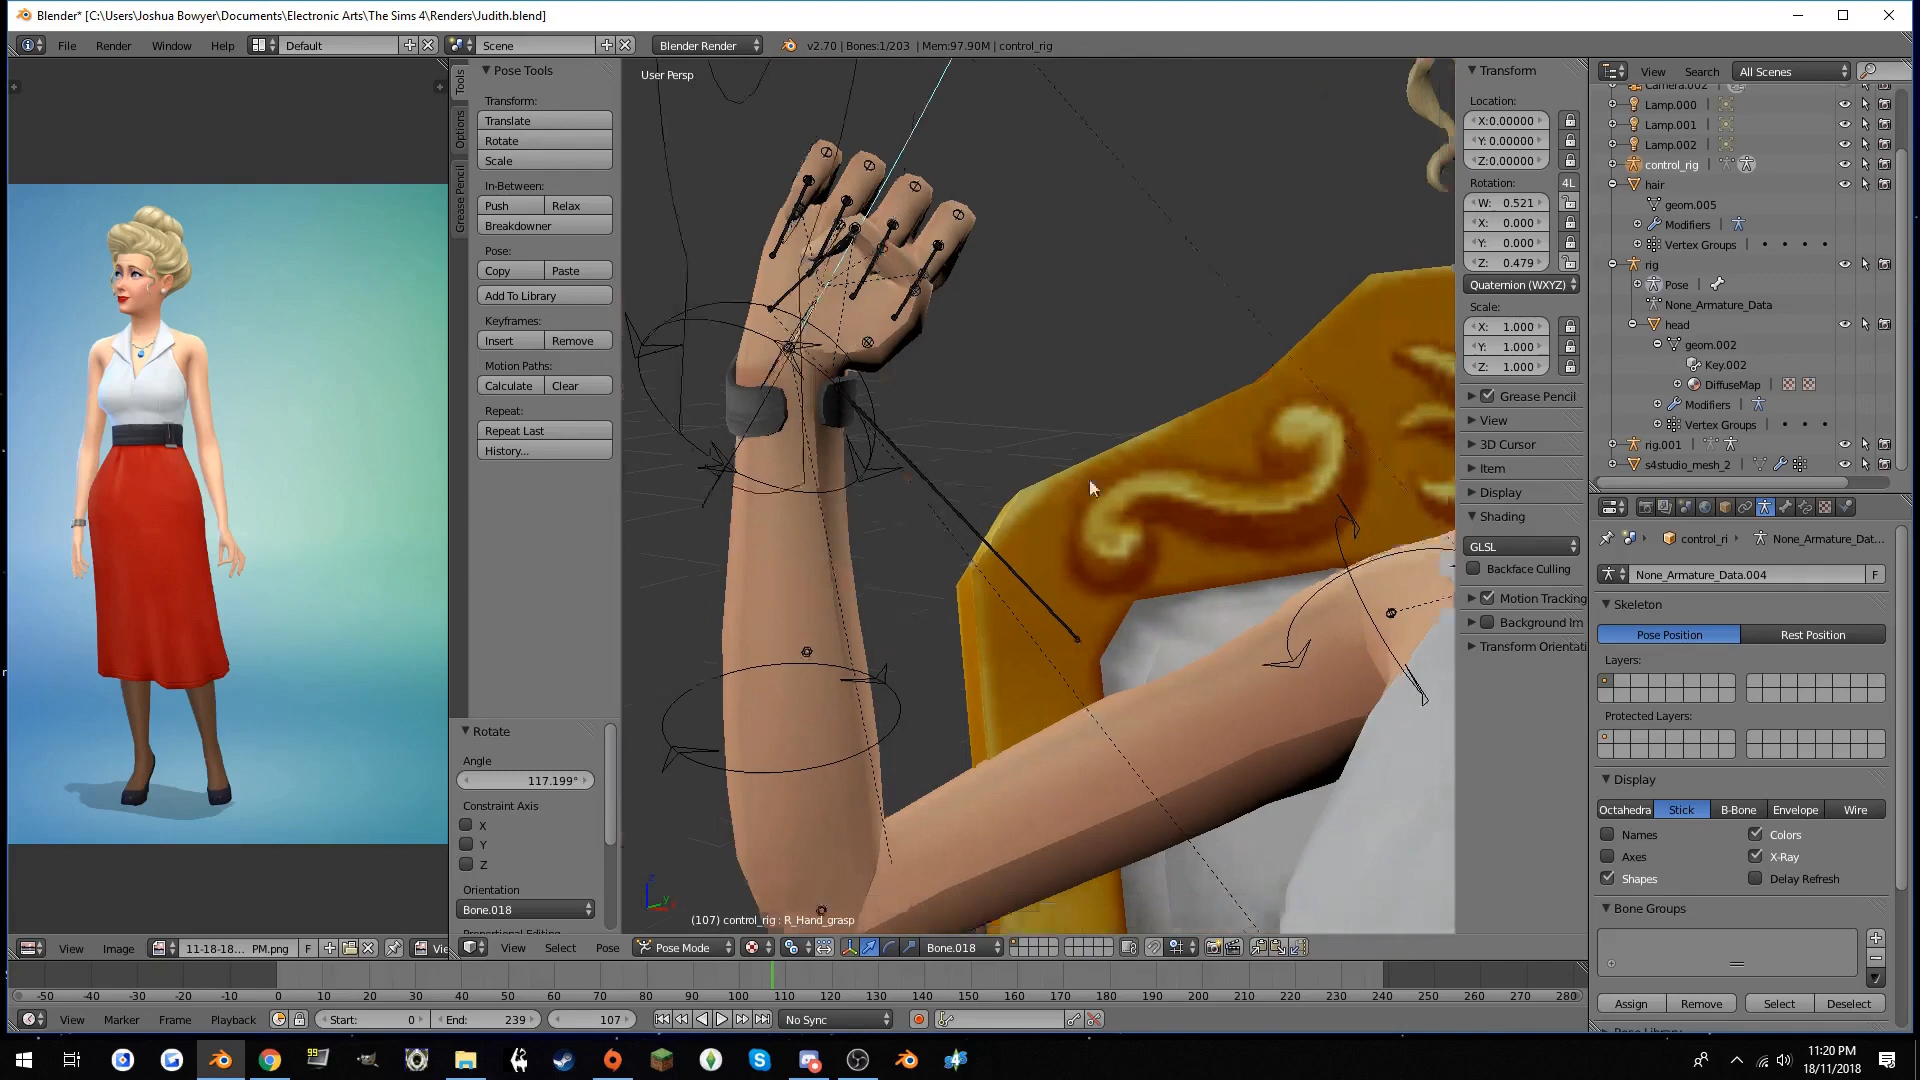 Blender* [C:\Users\Joshua Bowyer\Documents\Electronic Arts\The Sims 4\Renders\Judith.blend]
File Render Window Help Default Scene Blender Render v2.70 | Bones:1/203 | Mem:97.90M | control_rig
Tools
Options
Grease Pencil
Pose Tools
Transform:
Translate
Rotate
Scale
In-Between:
Push Relax
Breakdowner
Pose:
Copy Paste
Add To Library
Keyframes:
Insert Remove
Motion Paths:
Calculate Clear
Repeat:
Repeat Last
History...
Rotate
Angle
117.199°
Constraint Axis
X
Y
Z
Orientation
Bone.018
User Persp
(107) control_rig : R_Hand_grasp
Transform
Location:
X:0.00000
Y: 0.00000
Z:0.00000
Rotation: 4L
W: 0.521
X: 0.000
Y: 0.000
Z: 0.479
Quaternion (WXYZ)
Scale:
X: 1.000
Y: 1.000
Z: 1.000
Grease Pencil
View
3D Cursor
Item
Display
Shading
GLSL
Backface Culling
Motion Tracking
Background Im
Transform Orientati
View Search All Scenes
Camera.002
Lamp.000
Lamp.001
Lamp.002
control_rig
hair
geom.005
Modifiers
Vertex Groups
rig
Pose
None_Armature_Data
head
geom.002
Key.002
DiffuseMap
Modifiers
Vertex Groups
rig.001
s4studio_mesh_2
control_ri None_Armature_Dat...
None_Armature_Data.004 F
Skeleton
Pose Position Rest Position
Layers:
Protected Layers:
Display
Octahedra Stick B-Bone Envelope Wire
Names Colors
Axes X-Ray
Shapes Delay Refresh
Bone Groups
Assign Remove Select Deselect
View Image 11-18-18... PM.png F Vie
View Select Pose Pose Mode Bone.018
-50 -40 -30 -20 -10 0 10 20 30 40 50 60 70 80 90 100 110 120 130 140 150 160 170 180 190 200 210 220 230 240 250 260 270 280
View Marker Frame Playback Start: 0 End: 239 107 No Sync
11:20 PM
18/11/2018